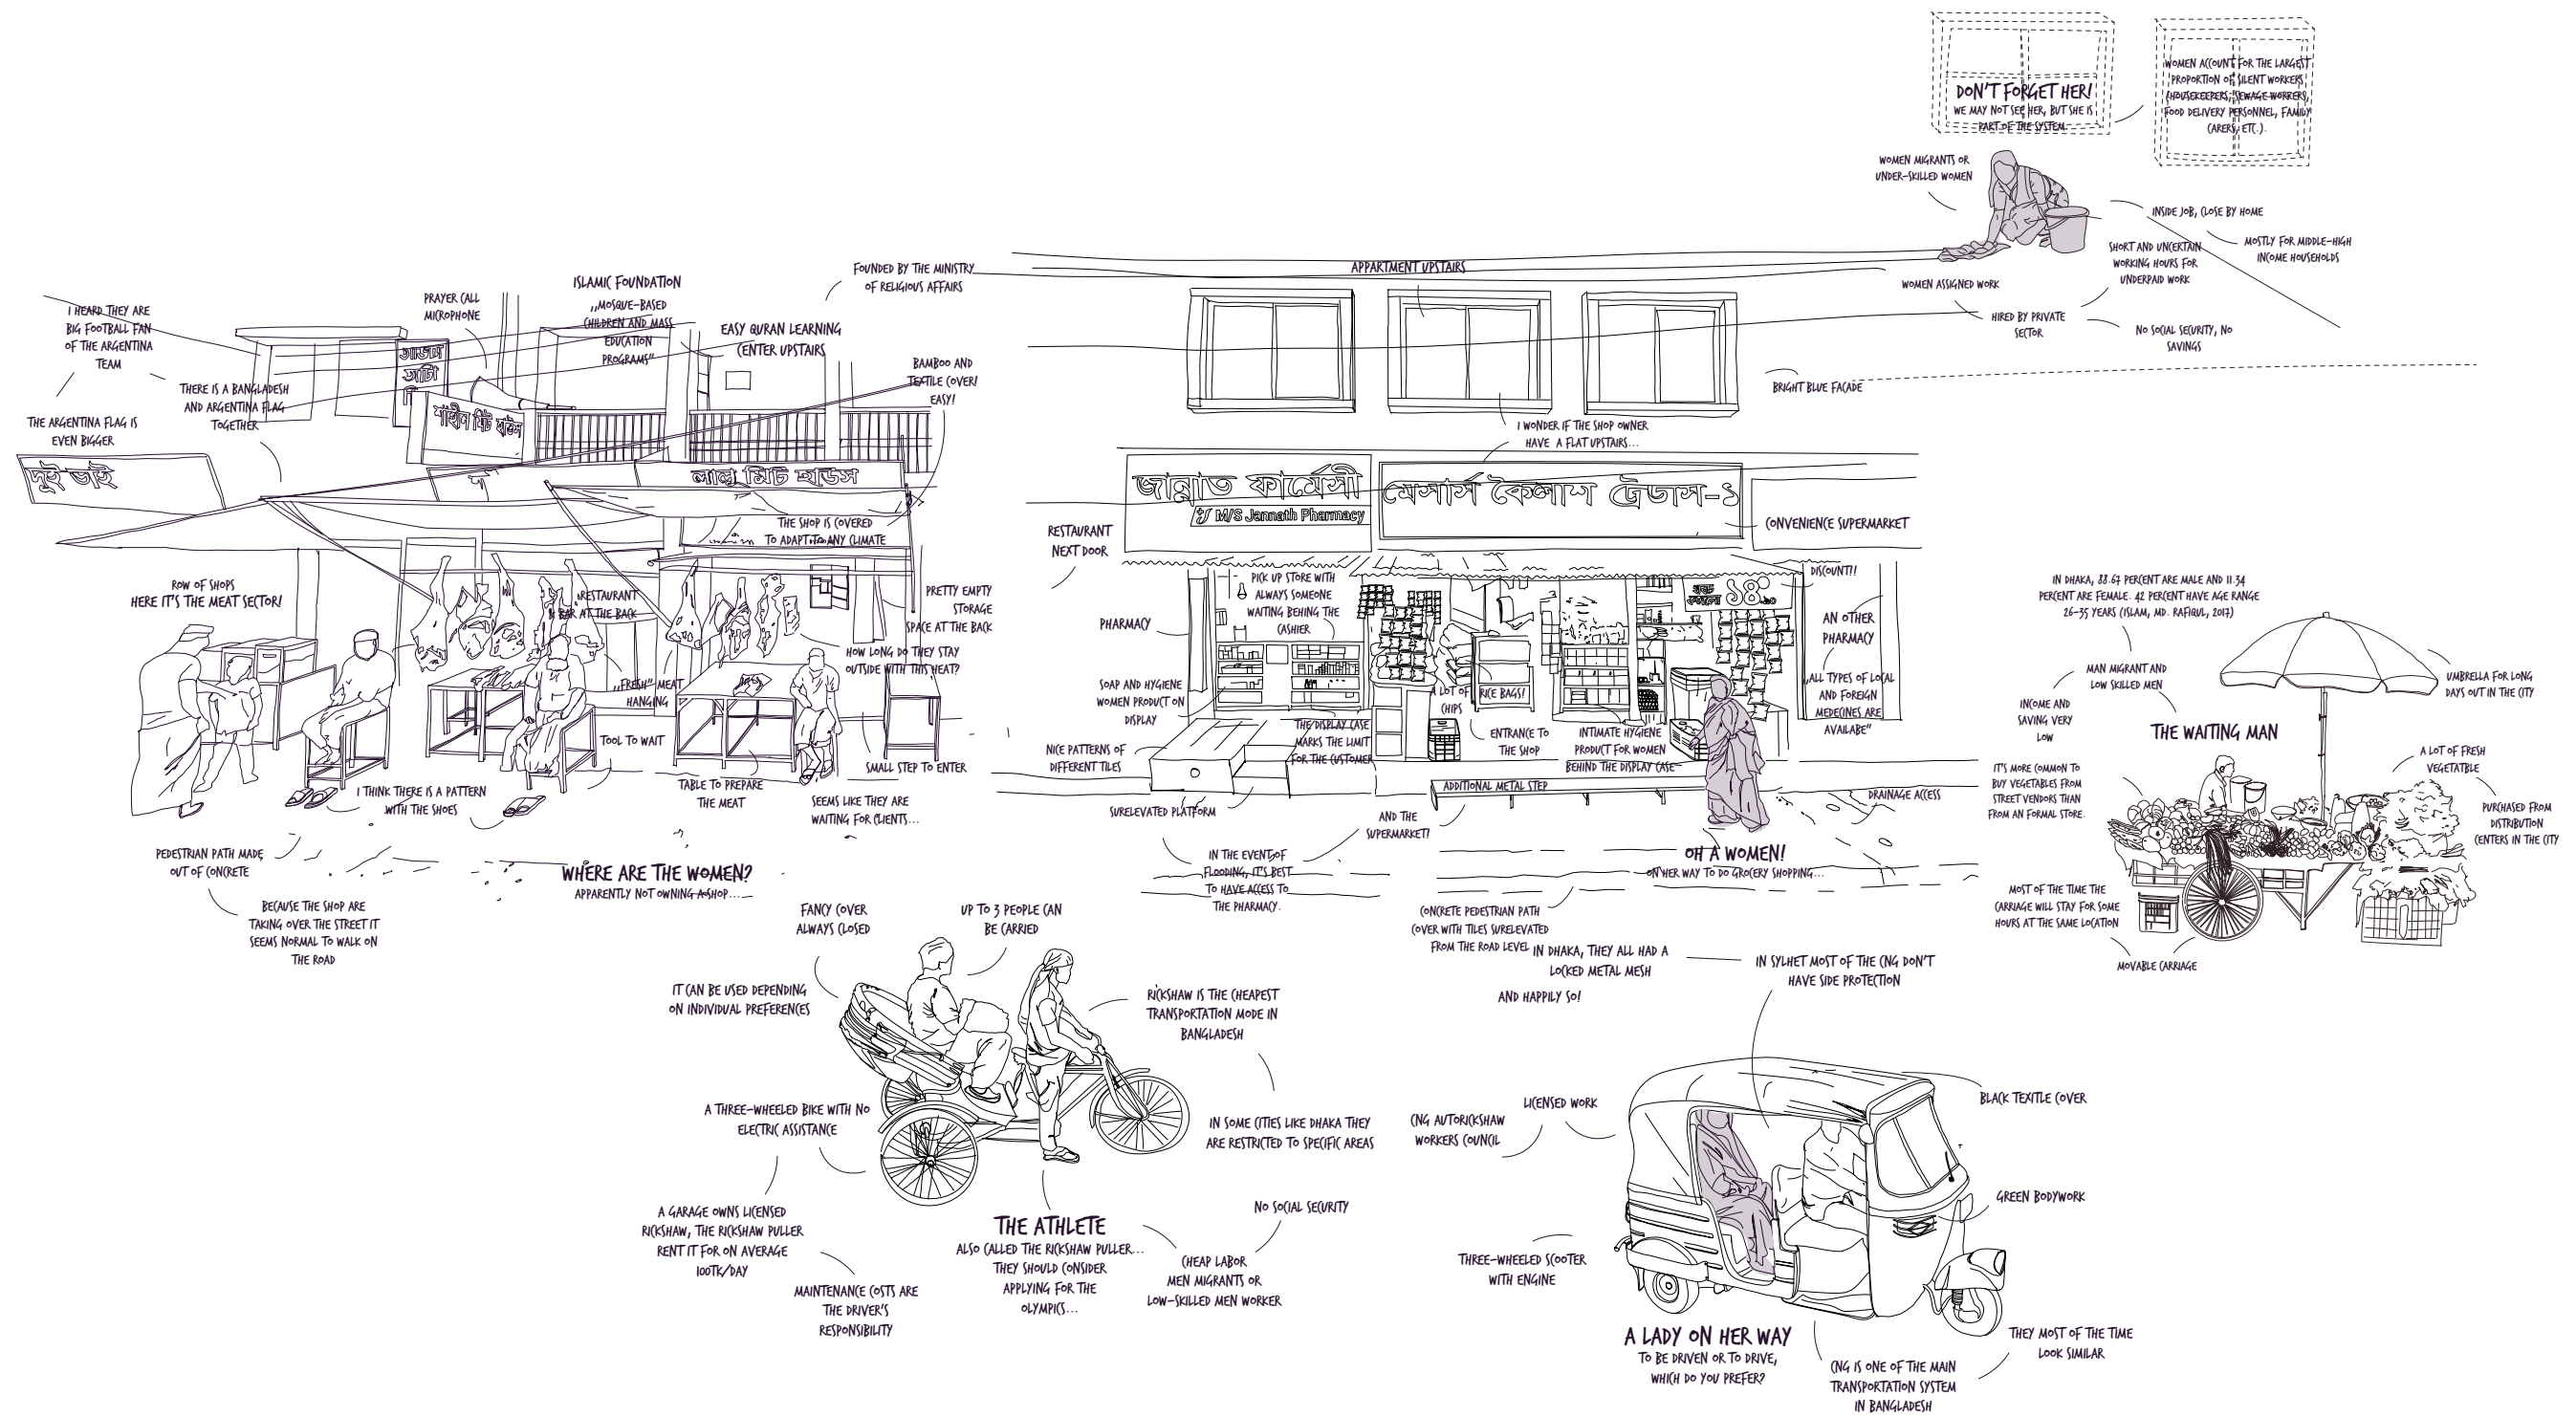 DON'T FORGET HER!
WE MAY NOT SEE HER, BUT SHE IS
PART OF THE SYSTEM.
WOMEN ACCOUNT FOR THE LARGEST
PROPORTION OF SILENT WORKERS
(HOUSEKEEPERS, SEWAGE WORKERS,
FOOD DELIVERY PERSONNEL, FAMILY
CARERS, ETC.).
WOMEN MIGRANTS OR
UNDER-SKILLED WOMEN
INSIDE JOB, CLOSE BY HOME
MOSTLY FOR MIDDLE-HIGH
INCOME HOUSEHOLDS
SHORT AND UNCERTAIN
WORKING HOURS FOR
UNDERPAID WORK
WOMEN ASSIGNED WORK
HIRED BY PRIVATE
SECTOR
NO SOCIAL SECURITY, NO
SAVINGS
BRIGHT BLUE FACADE
I HEARD THEY ARE
BIG FOOTBALL FAN
OF THE ARGENTINA
TEAM
THE ARGENTINA FLAG IS
EVEN BIGGER
THERE IS A BANGLADESH
AND ARGENTINA FLAG
TOGETHER
PRAYER CALL
MICROPHONE
ISLAMIC FOUNDATION
,,MOSQUE-BASED
CHILDREN AND MASS
EDUCATION
PROGRAMS"
FOUNDED BY THE MINISTRY
OF RELIGIOUS AFFAIRS
EASY QURAN LEARNING
CENTER UPSTAIRS
BAMBOO AND
TEXTILE COVER!
EASY!
দুই ভাই
শাহীন মিট হাউস
লালু মিট হাউস
THE SHOP IS COVERED
TO ADAPT TO ANY CLIMATE
ROW OF SHOPS
HERE IT'S THE MEAT SECTOR!
RESTAURANT
& BAR AT THE BACK
PRETTY EMPTY
STORAGE
SPACE AT THE BACK
HOW LONG DO THEY STAY
OUTSIDE WITH THIS HEAT?
,,FRESH" MEAT
HANGING
TOOL TO WAIT
SMALL STEP TO ENTER
TABLE TO PREPARE
THE MEAT
SEEMS LIKE THEY ARE
WAITING FOR CLIENTS...
I THINK THERE IS A PATTERN
WITH THE SHOES
PEDESTRIAN PATH MADE
OUT OF CONCRETE
BECAUSE THE SHOP ARE
TAKING OVER THE STREET IT
SEEMS NORMAL TO WALK ON
THE ROAD
WHERE ARE THE WOMEN?
APPARENTLY NOT OWNING A SHOP...
APPARTMENT UPSTAIRS
I WONDER IF THE SHOP OWNER
HAVE A FLAT UPSTAIRS...
জান্নাত ফার্মেসী
M/S Jannath Pharmacy
মেসার্স কৈলাশ ট্রেডাস-১
CONVENIENCE SUPERMARKET
RESTAURANT
NEXT DOOR
PHARMACY
PICK UP STORE WITH
ALWAYS SOMEONE
WAITING BEHING THE
CASHIER
DISCOUNT!!
AN OTHER
PHARMACY
,,ALL TYPES OF LOCAL
AND FOREIGN
MEDECINES ARE
AVAILABE"
SOAP AND HYGIENE
WOMEN PRODUCT ON
DISPLAY
A LOT OF
CHIPS
RICE BAGS!
NICE PATTERNS OF
DIFFERENT TILES
THE DISPLAY CASE
MARKS THE LIMIT
FOR THE CUSTOMER
ENTRANCE TO
THE SHOP
INTIMATE HYGIENE
PRODUCT FOR WOMEN
BEHIND THE DISPLAY CASE
ADDITIONAL METAL STEP
DRAINAGE ACCESS
SURELEVATED PLATFORM
AND THE
SUPERMARKET!
IN THE EVENT OF
FLOODING, IT'S BEST
TO HAVE ACCESS TO
THE PHARMACY.
OH A WOMEN!
ON HER WAY TO DO GROCERY SHOPPING...
CONCRETE PEDESTRIAN PATH
COVER WITH TILES SURELEVATED
FROM THE ROAD LEVEL
IN DHAKA, 88.67 PERCENT ARE MALE AND 11.34
PERCENT ARE FEMALE. 42 PERCENT HAVE AGE RANGE
26-35 YEARS (ISLAM, MD. RAFIQUL, 2017)
MAN MIGRANT AND
LOW SKILLED MEN
INCOME AND
SAVING VERY
LOW
THE WAITING MAN
UMBRELLA FOR LONG
DAYS OUT IN THE CITY
A LOT OF FRESH
VEGETATBLE
PURCHASED FROM
DISTRIBUTION
CENTERS IN THE CITY
IT'S MORE COMMON TO
BUY VEGETABLES FROM
STREET VENDORS THAN
FROM AN FORMAL STORE.
MOST OF THE TIME THE
CARRIAGE WILL STAY FOR SOME
HOURS AT THE SAME LOCATION
MOVABLE CARRIAGE
FANCY COVER
ALWAYS CLOSED
UP TO 3 PEOPLE CAN
BE CARRIED
IT CAN BE USED DEPENDING
ON INDIVIDUAL PREFERENCES
RICKSHAW IS THE CHEAPEST
TRANSPORTATION MODE IN
BANGLADESH
A THREE-WHEELED BIKE WITH NO
ELECTRIC ASSISTANCE
IN SOME CITIES LIKE DHAKA THEY
ARE RESTRICTED TO SPECIFIC AREAS
A GARAGE OWNS LICENSED
RICKSHAW, THE RICKSHAW PULLER
RENT IT FOR ON AVERAGE
100TK/DAY
MAINTENANCE COSTS ARE
THE DRIVER'S
RESPONSIBILITY
THE ATHLETE
ALSO CALLED THE RICKSHAW PULLER...
THEY SHOULD CONSIDER
APPLYING FOR THE
OLYMPICS...
NO SOCIAL SECURITY
CHEAP LABOR
MEN MIGRANTS OR
LOW-SKILLED MEN WORKER
IN DHAKA, THEY ALL HAD A
LOCKED METAL MESH
AND HAPPILY SO!
IN SYLHET MOST OF THE CNG DON'T
HAVE SIDE PROTECTION
LICENSED WORK
CNG AUTORICKSHAW
WORKERS COUNCIL
BLACK TEXITLE COVER
GREEN BODYWORK
THREE-WHEELED SCOOTER
WITH ENGINE
A LADY ON HER WAY
TO BE DRIVEN OR TO DRIVE,
WHICH DO YOU PREFER?
CNG IS ONE OF THE MAIN
TRANSPORTATION SYSTEM
IN BANGLADESH
THEY MOST OF THE TIME
LOOK SIMILAR